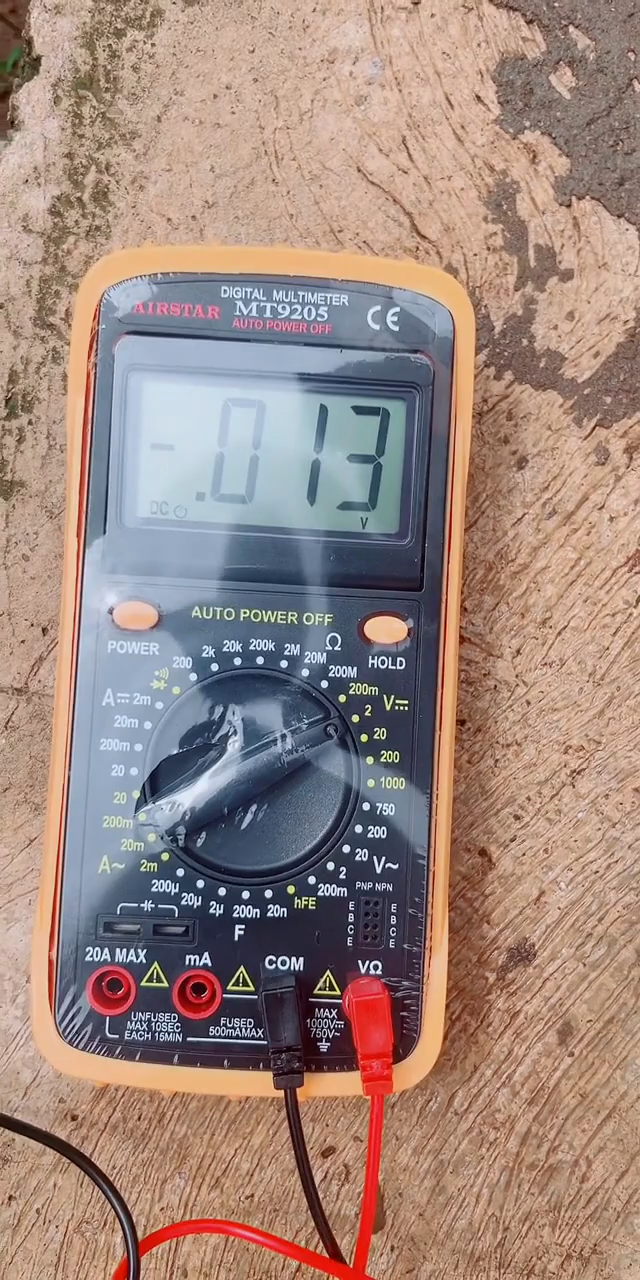 DIGITAL MULTIMETER
AIRSTAR MT9205 CE
AUTO POWER OFF
-.013
DC V
AUTO POWER OFF
POWER HOLD
200 2k 20k 200k 2M 20M 200M Ω
A⎓ 2m 20m 200m 20
20 200m 20m 2m A~
200m 2 20 200 1000 V⎓
750 200 20 2 200m V~
200µ 20µ 2µ 200n 20n hFE
F
PNP NPN
E E
B B
C C
E E
20A MAX mA COM VΩ
UNFUSED
MAX 10SEC
EACH 15MIN
FUSED
500mAMAX
MAX
1000V⎓
750V~